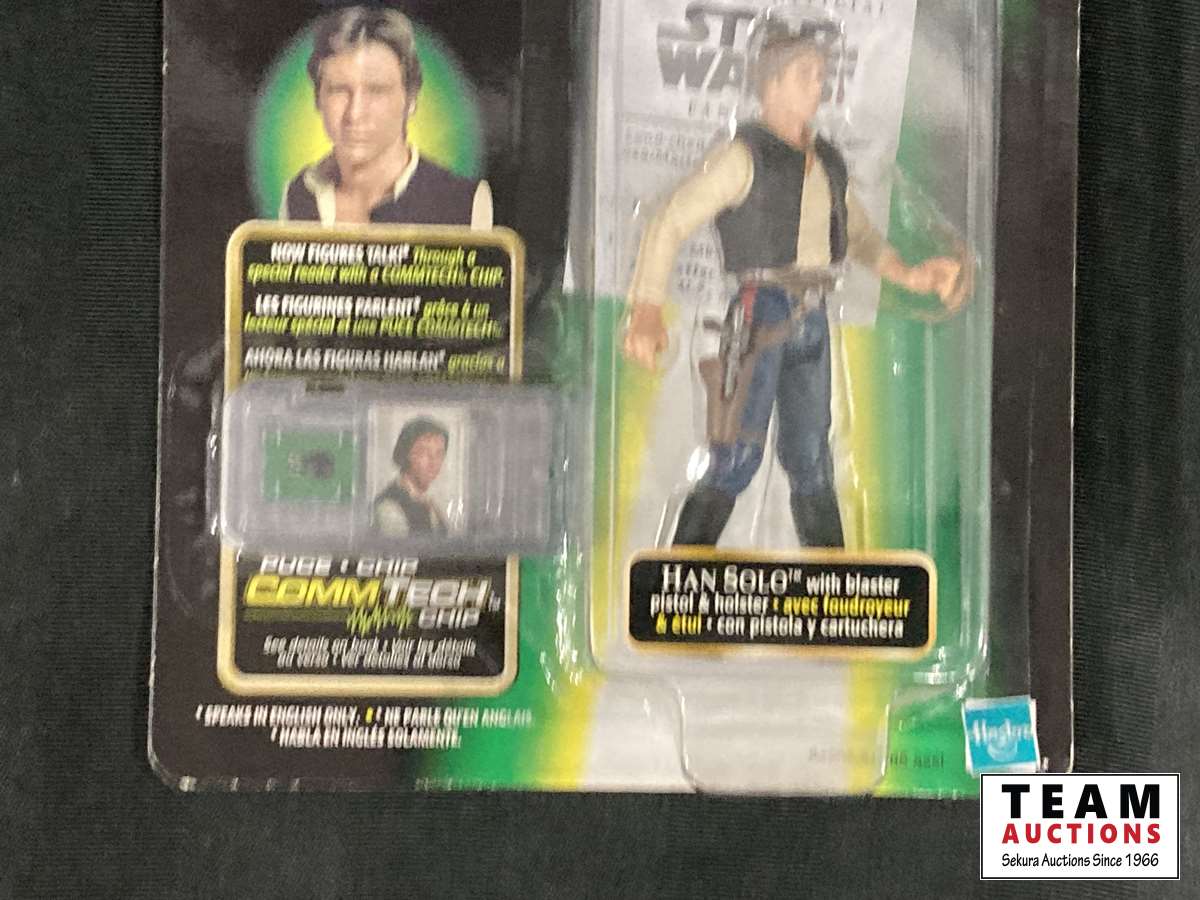 STAR
WARS
NOW FIGURES TALK! Through a
special reader with a COMMTECH™ CHIP.
LES FIGURINES PARLENT* grâce à un
lecteur spécial et une PUCE COMMTECH™
AHORA LAS FIGURAS HABLAN* gracias a
PUCE • CHIP
COMMTECH™
CHIP
See details on back • Voir les détails
au verso • Ver detalles al dorso
* SPEAKS IN ENGLISH ONLY. • * NE PARLE QU'EN ANGLAIS
* HABLA EN INGLÉS SOLAMENTE.
HAN SOLO™ with blaster
pistol & holster • avec foudroyeur
& étui • con pistola y cartuchera
Hasbro
TEAM
AUCTIONS
Sekura Auctions Since 1966